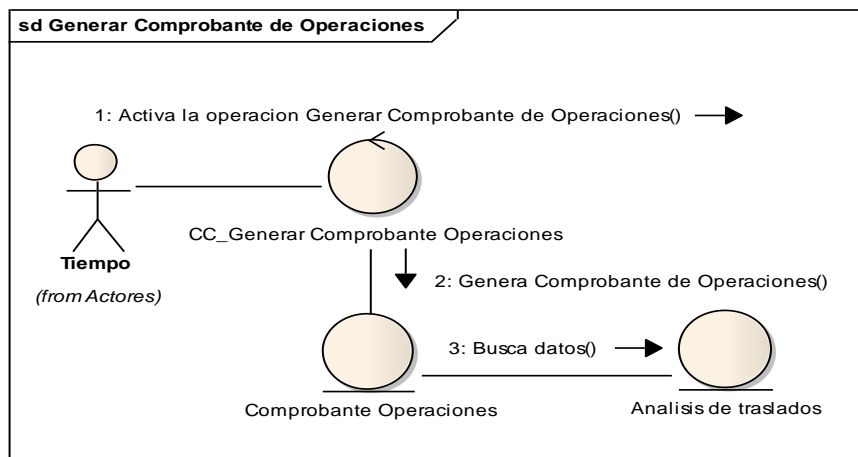 sd Generar Comprobante de Operaciones
1: Activa la operacion Generar Comprobante de Operaciones()
CC_Generar Comprobante Operaciones
Tiempo
(from Actores)
2: Genera Comprobante de Operaciones()
3: Busca datos()
Comprobante Operaciones
Analisis de traslados